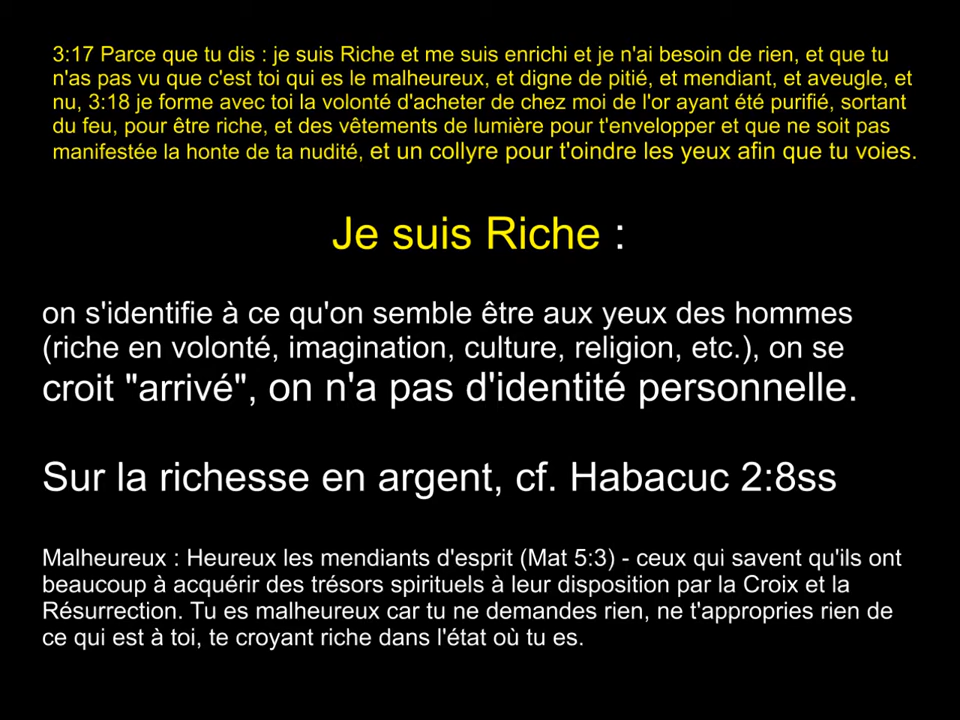 3:17 Parce que tu dis : je suis Riche et me suis enrichi et je n'ai besoin de rien, et que tu
n'as pas vu que c'est toi qui es le malheureux, et digne de pitié, et mendiant, et aveugle, et
nu, 3:18 je forme avec toi la volonté d'acheter de chez moi de l'or ayant été purifié, sortant
du feu, pour être riche, et des vêtements de lumière pour t'envelopper et que ne soit pas
manifestée la honte de ta nudité, et un collyre pour t'oindre les yeux afin que tu voies.
Je suis Riche :
on s'identifie à ce qu'on semble être aux yeux des hommes
(riche en volonté, imagination, culture, religion, etc.), on se
croit "arrivé", on n'a pas d'identité personnelle.
Sur la richesse en argent, cf. Habacuc 2:8ss
Malheureux : Heureux les mendiants d'esprit (Mat 5:3) - ceux qui savent qu'ils ont
beaucoup à acquérir des trésors spirituels à leur disposition par la Croix et la
Résurrection. Tu es malheureux car tu ne demandes rien, ne t'appropries rien de
ce qui est à toi, te croyant riche dans l'état où tu es.